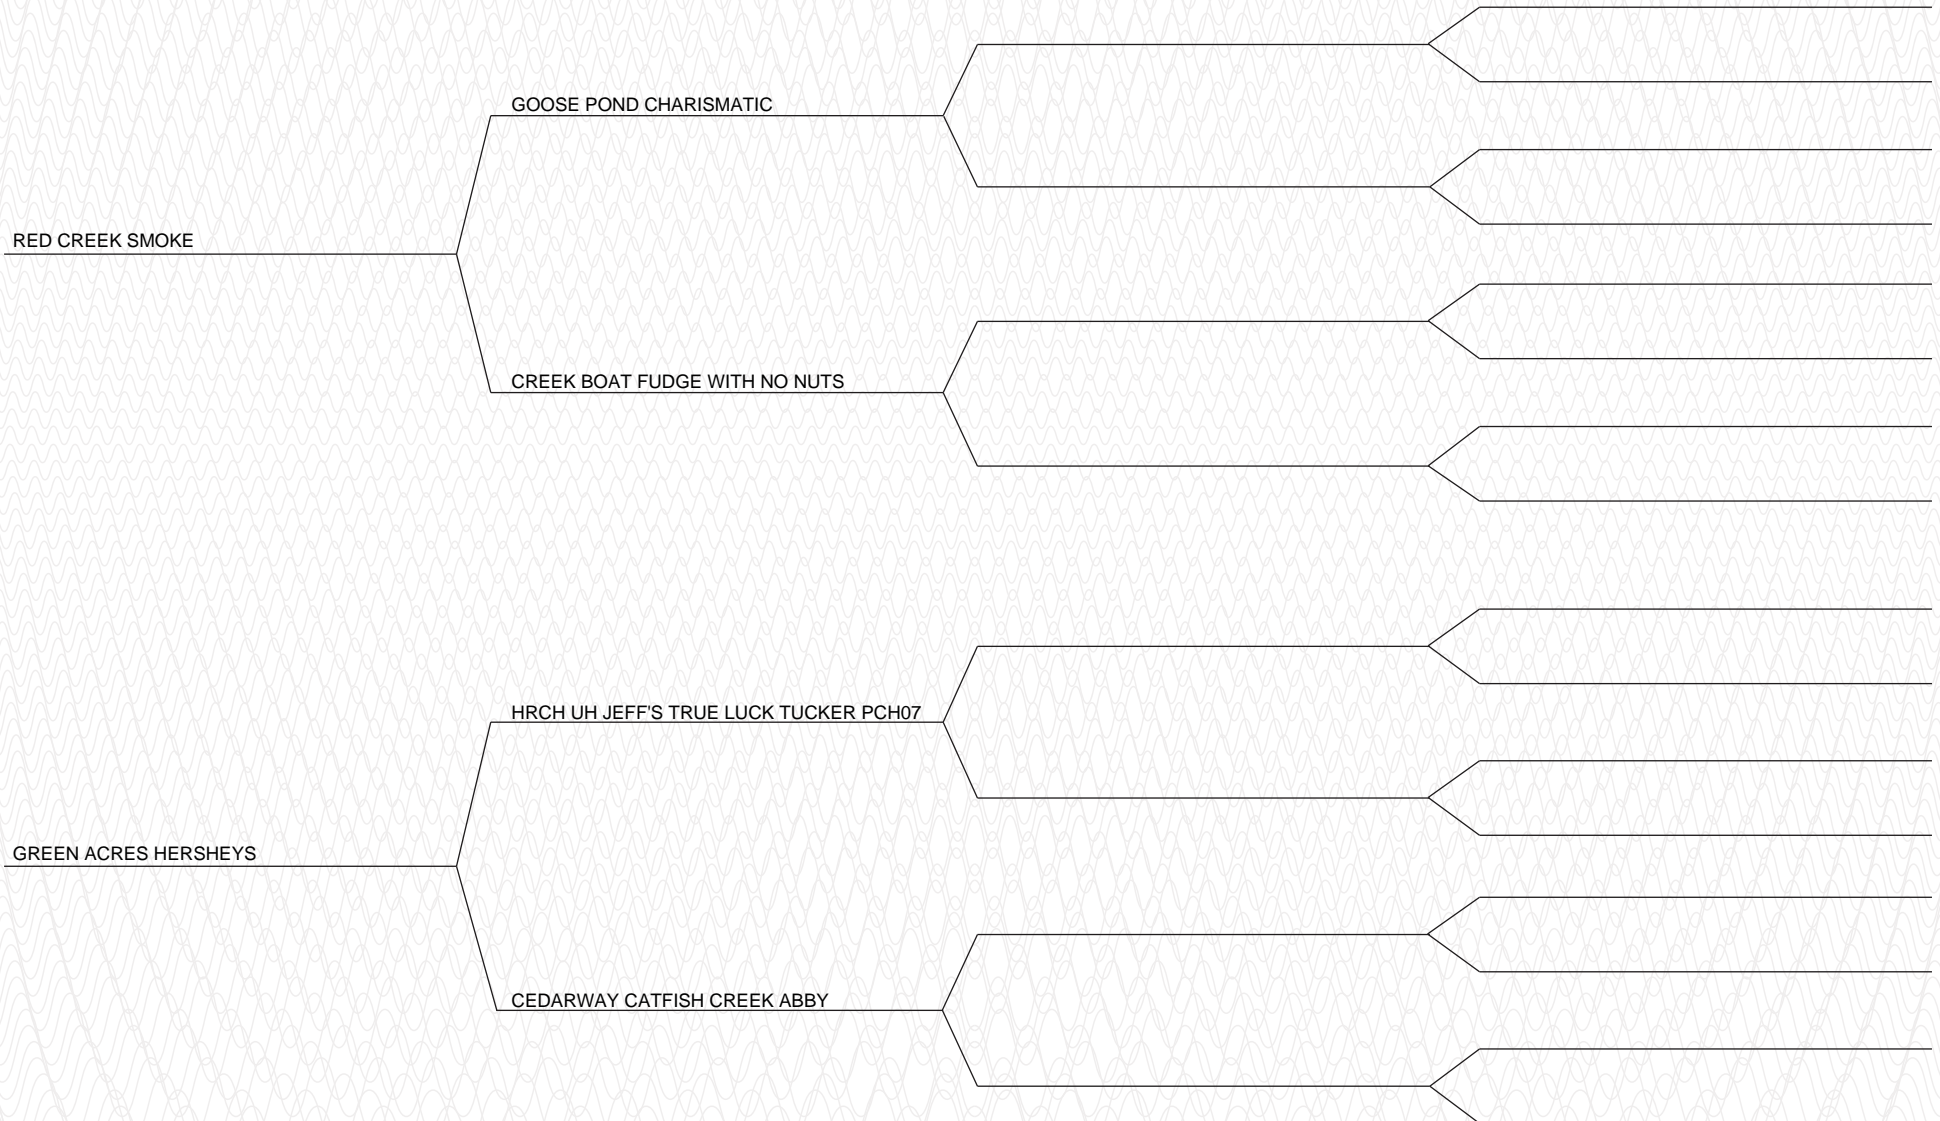 GOOSE POND CHARISMATIC
RED CREEK SMOKE
CREEK BOAT FUDGE WITH NO NUTS
HRCH UH JEFF'S TRUE LUCK TUCKER PCH07
GREEN ACRES HERSHEYS
CEDARWAY CATFISH CREEK ABBY